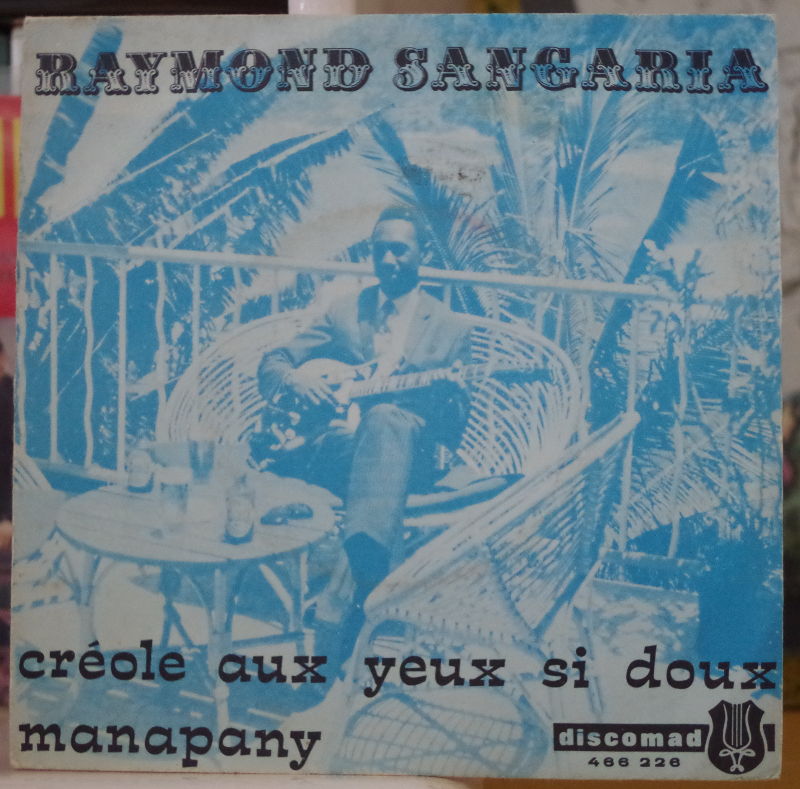 RAYMOND SANGARIA
créole aux yeux si doux
manapany
discomad
466 226